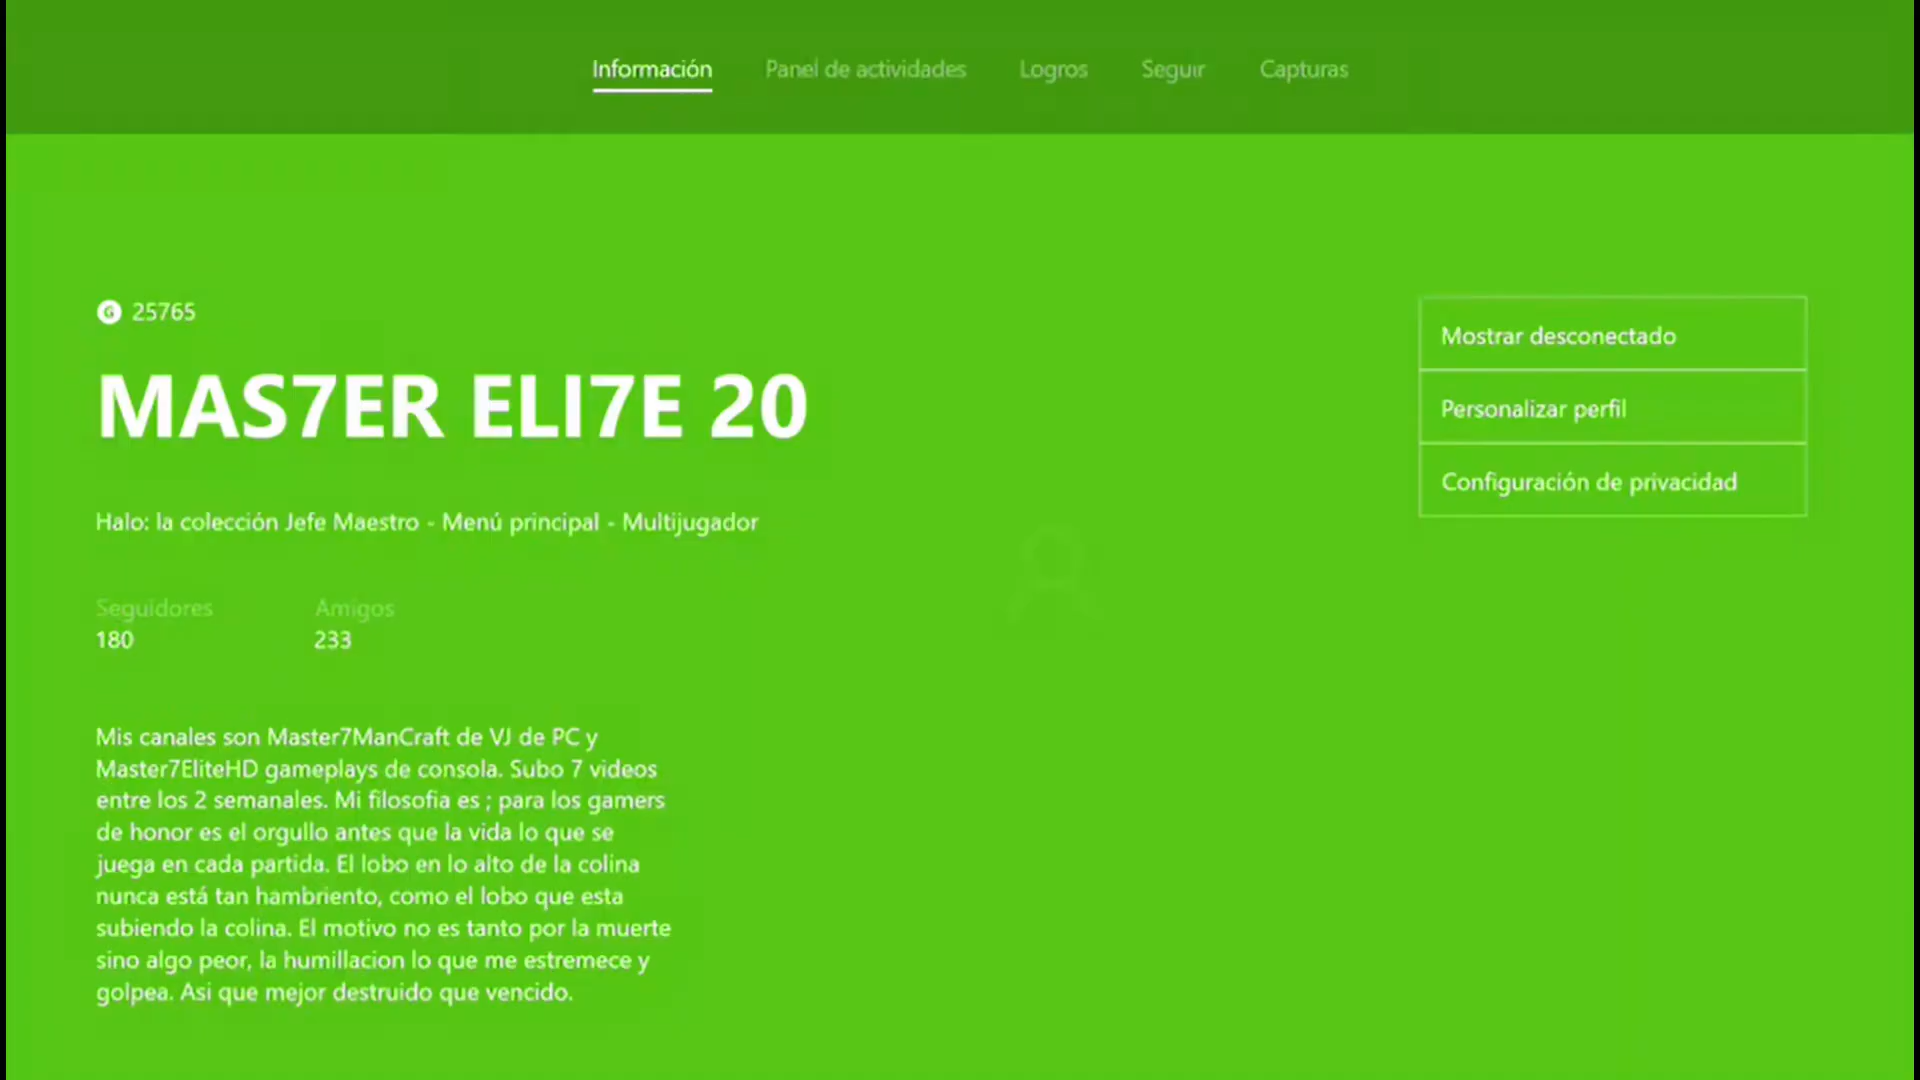 Información Panel de actividades Logros Seguir Capturas
G 25765
MAS7ER ELI7E 20
Halo: la colección Jefe Maestro - Menú principal - Multijugador
Seguidores Amigos
180 233
Mis canales son Master7ManCraft de VJ de PC y
Master7EliteHD gameplays de consola. Subo 7 videos
entre los 2 semanales. Mi filosofia es ; para los gamers
de honor es el orgullo antes que la vida lo que se
juega en cada partida. El lobo en lo alto de la colina
nunca está tan hambriento, como el lobo que esta
subiendo la colina. El motivo no es tanto por la muerte
sino algo peor, la humillacion lo que me estremece y
golpea. Asi que mejor destruido que vencido.
Mostrar desconectado
Personalizar perfil
Configuración de privacidad